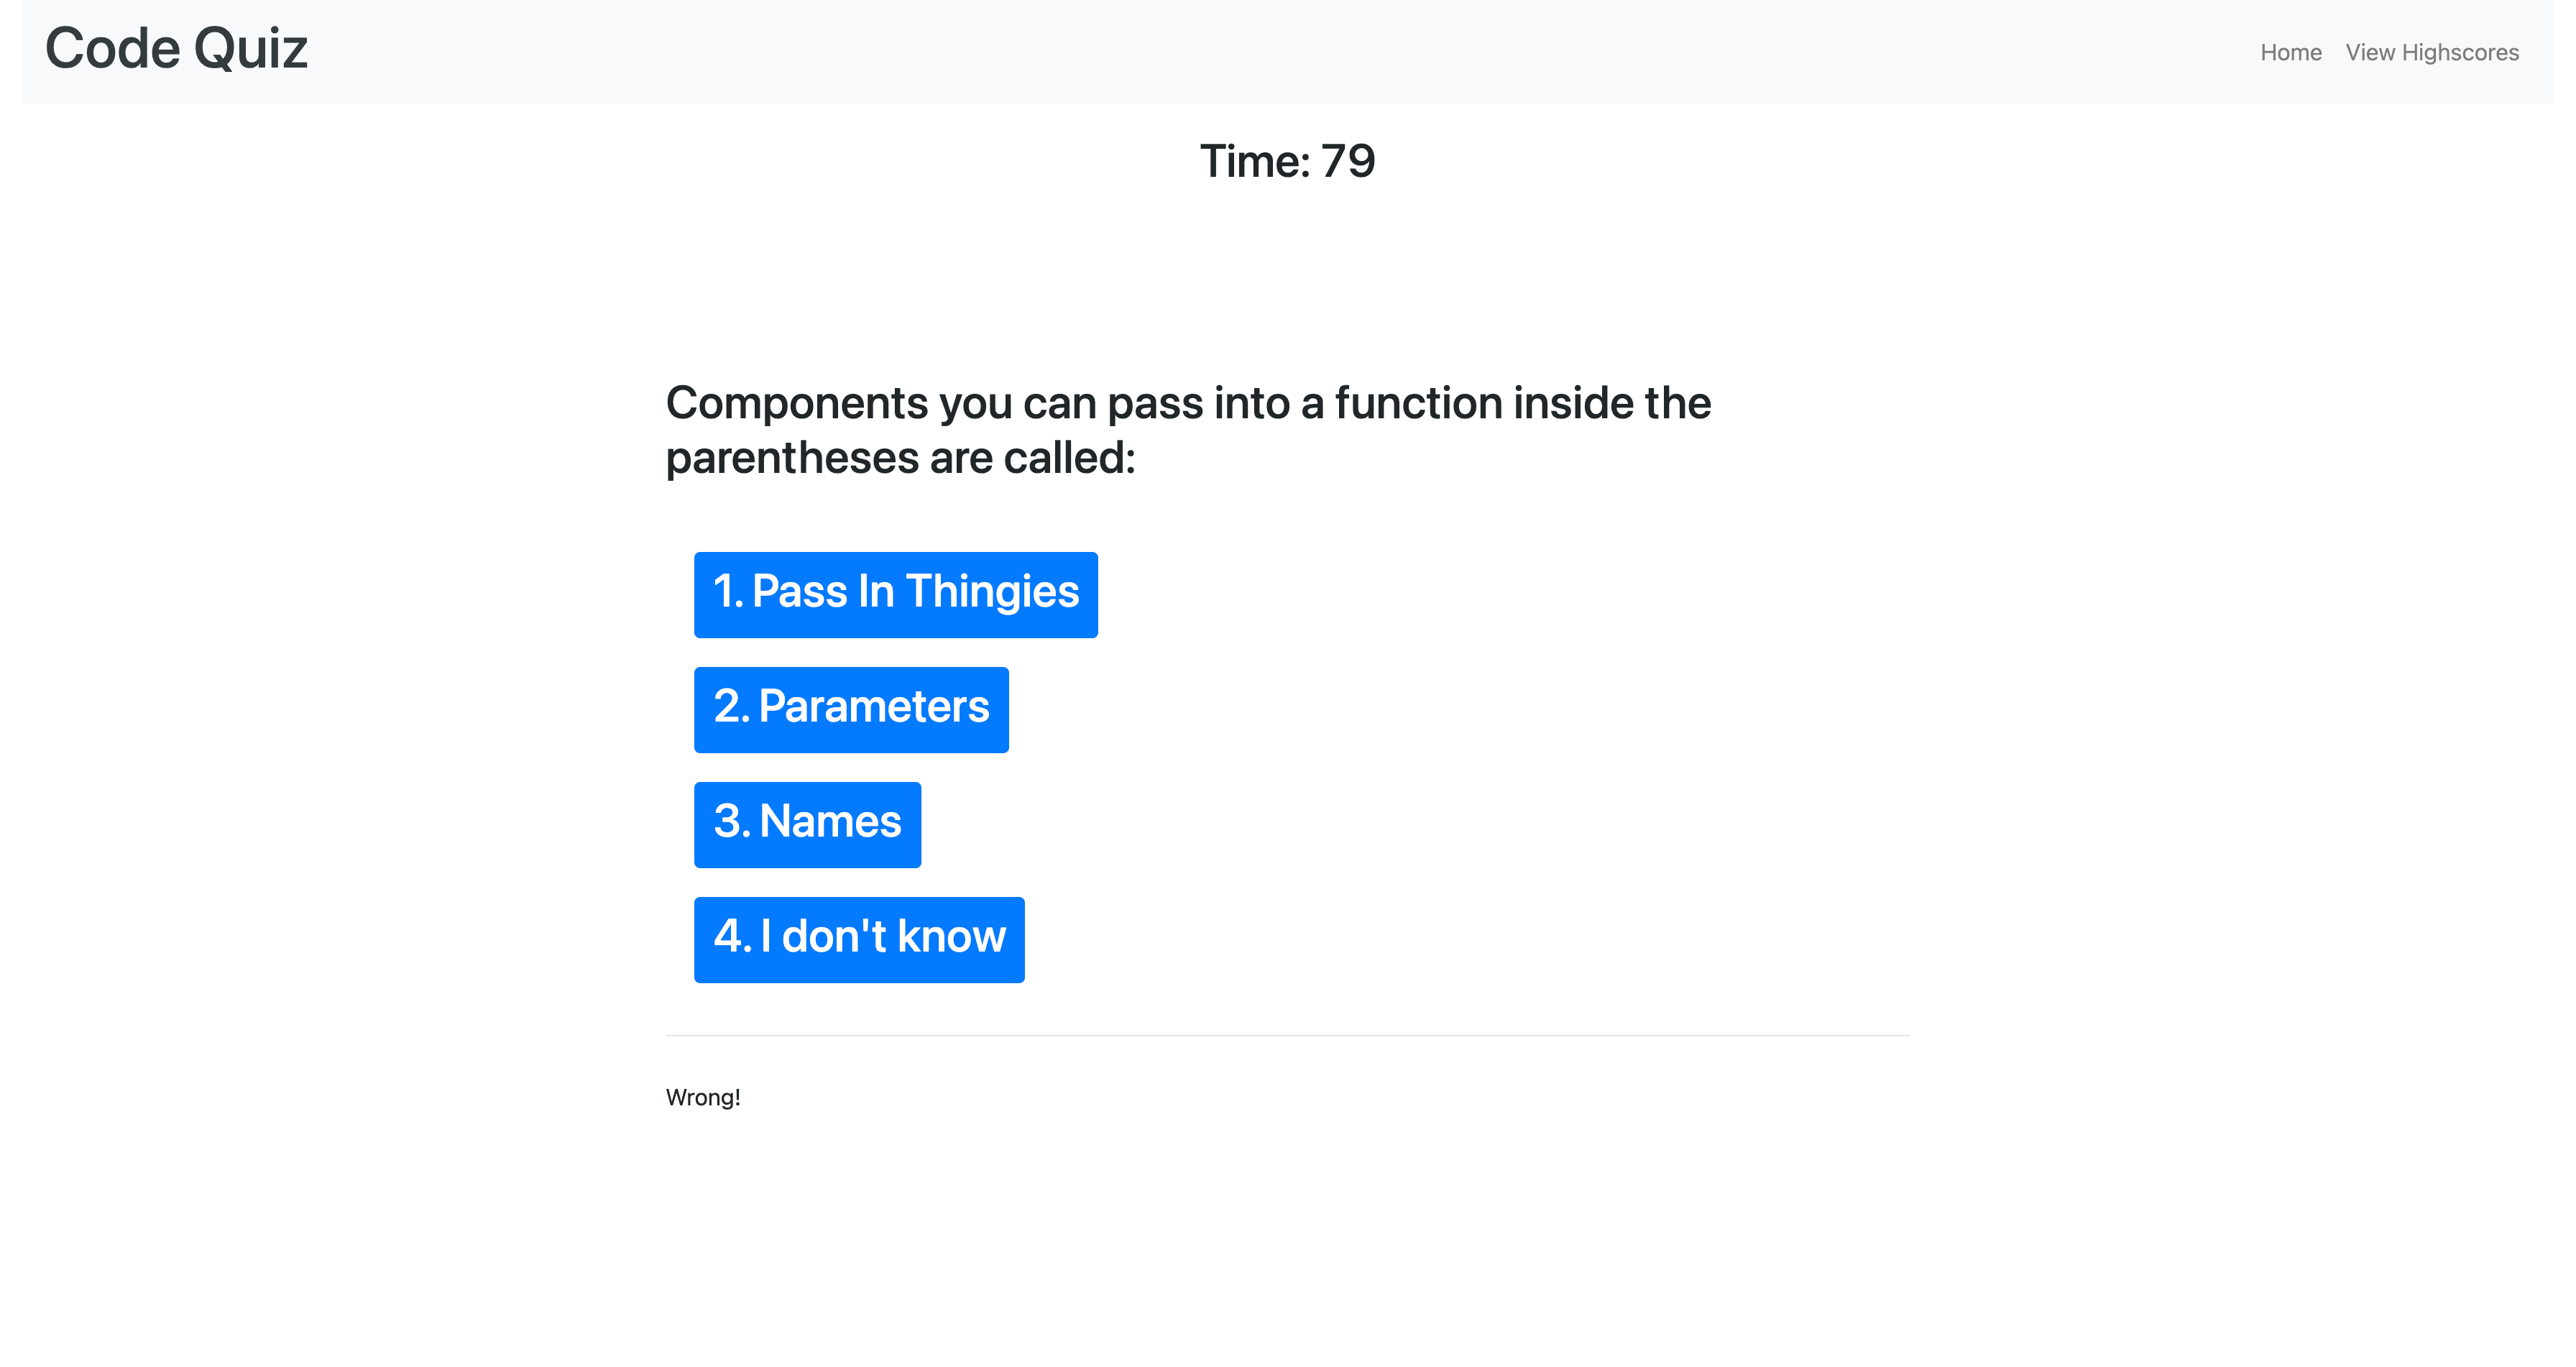 Code Quiz
Home
View Highscores
Time: 79
Components you can pass into a function inside the
parentheses are called:
1. Pass In Thingies
2. Parameters
3. Names
4. I don't know
Wrong!